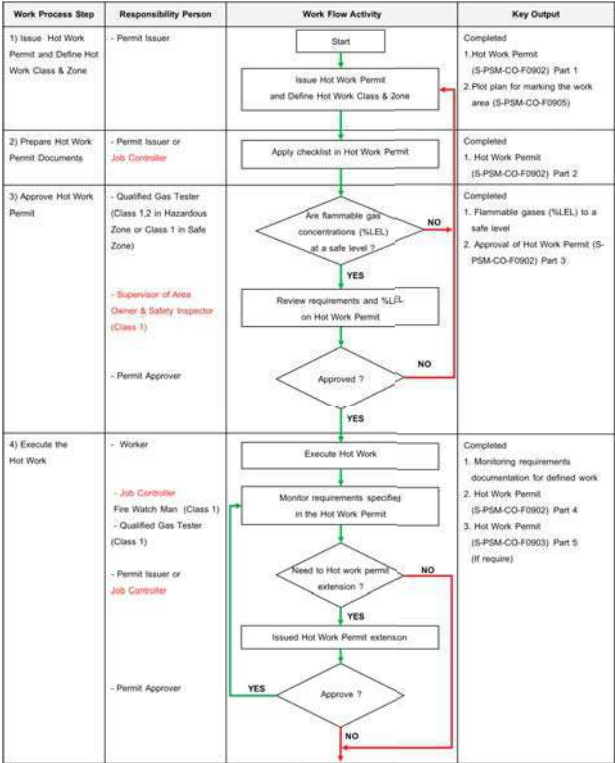 Work Process Step
Responsibility Person
Work Flow Activity
Key Output
1) Issue Hot Work
Permit and Define Hot
Work Class & Zone
- Permit Issuer
Start
Issue Hot Work Permit
and Define Hot Work Class & Zone
Completed
1.Hot Work Permit
(S-PSM-CO-F0902) Part 1
2.Plot plan for marking the work
area (S-PSM-CO-F0905)
2) Prepare Hot Work
Permit Documents
- Permit Issuer or
Job Controller
Apply checklist in Hot Work Permit
Completed
1. Hot Work Permit
(S-PSM-CO-F0902) Part 2
3) Approve Hot Work
Permit
- Qualified Gas Tester
(Class 1,2 in Hazardous
Zone or Class 1 in Safe
Zone)
- Supervisor of Area
Owner & Safety Inspector
(Class 1)
- Permit Approver
Are flammable gas
concentrations (%LEL)
at a safe level ?
NO
YES
Review requirements and %LEL
on Hot Work Permit
Approved ?
NO
YES
Completed
1. Flammable gases (%LEL) to a
safe level
2. Approval of Hot Work Permit (S-
PSM-CO-F0902) Part 3
4) Execute the
Hot Work
- Worker
- Job Controller
Fire Watch Man (Class 1)
- Qualified Gas Tester
(Class 1)
- Permit Issuer or
Job Controller
- Permit Approver
Execute Hot Work
Monitor requirements specified
in the Hot Work Permit
Need to Hot work permit
extension ?
NO
YES
Issued Hot Work Permit extenson
YES
Approve ?
NO
Completed
1. Monitoring requirements
documentation for defined work
2. Hot Work Permit
(S-PSM-CO-F0902) Part 4
3. Hot Work Permit
(S-PSM-CO-F0903) Part 5
(If require)